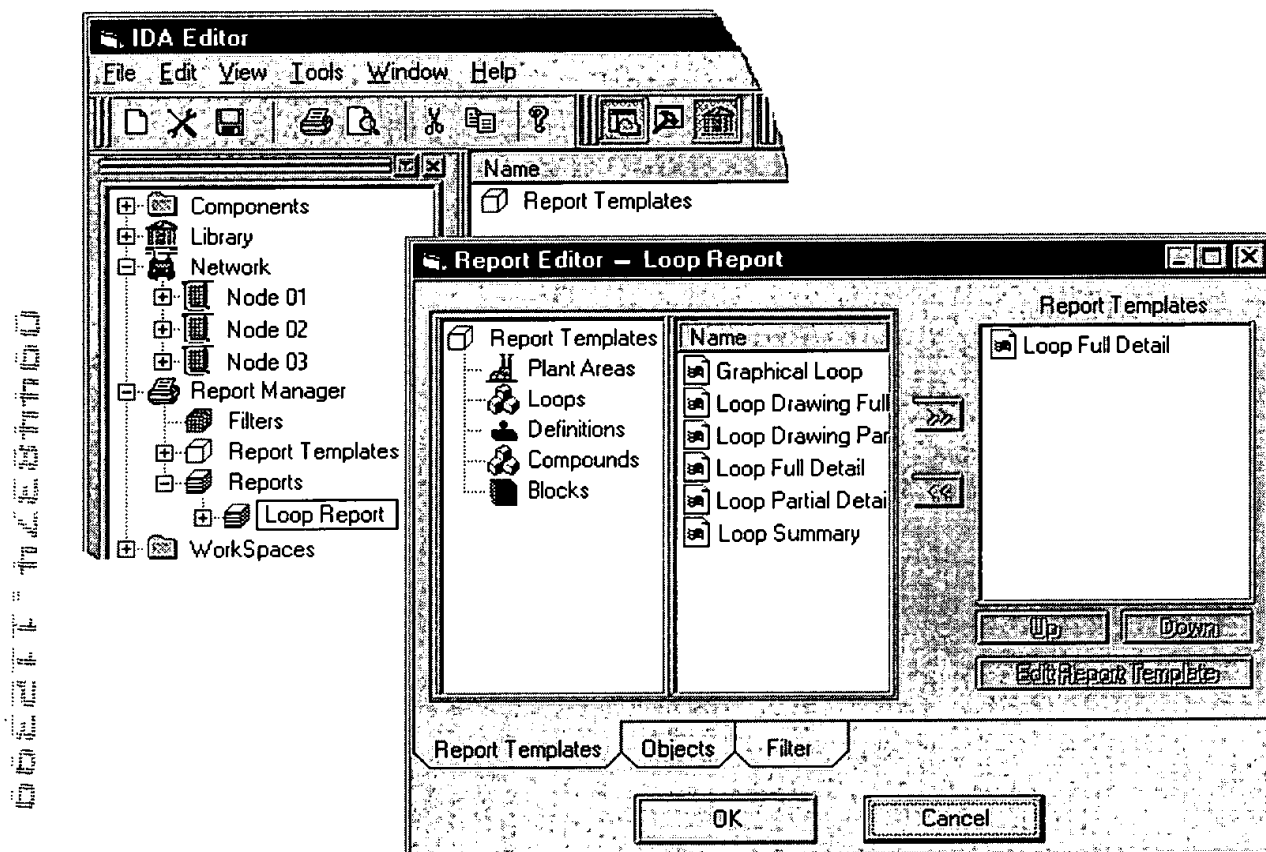 IDA Editor
File Edit View Tools Window Help
Name
Report Templates
Components
Library
Network
Node 01
Node 02
Node 03
Report Manager
Filters
Report Templates
Reports
Loop Report
WorkSpaces
Report Editor – Loop Report
Report Templates
Plant Areas
Loops
Definitions
Compounds
Blocks
Name
Graphical Loop
Loop Drawing Full
Loop Drawing Par
Loop Full Detail
Loop Partial Detai
Loop Summary
>>
<<
Report Templates
Loop Full Detail
Up Down
Edit Report Template
Report Templates Objects Filter
OK Cancel